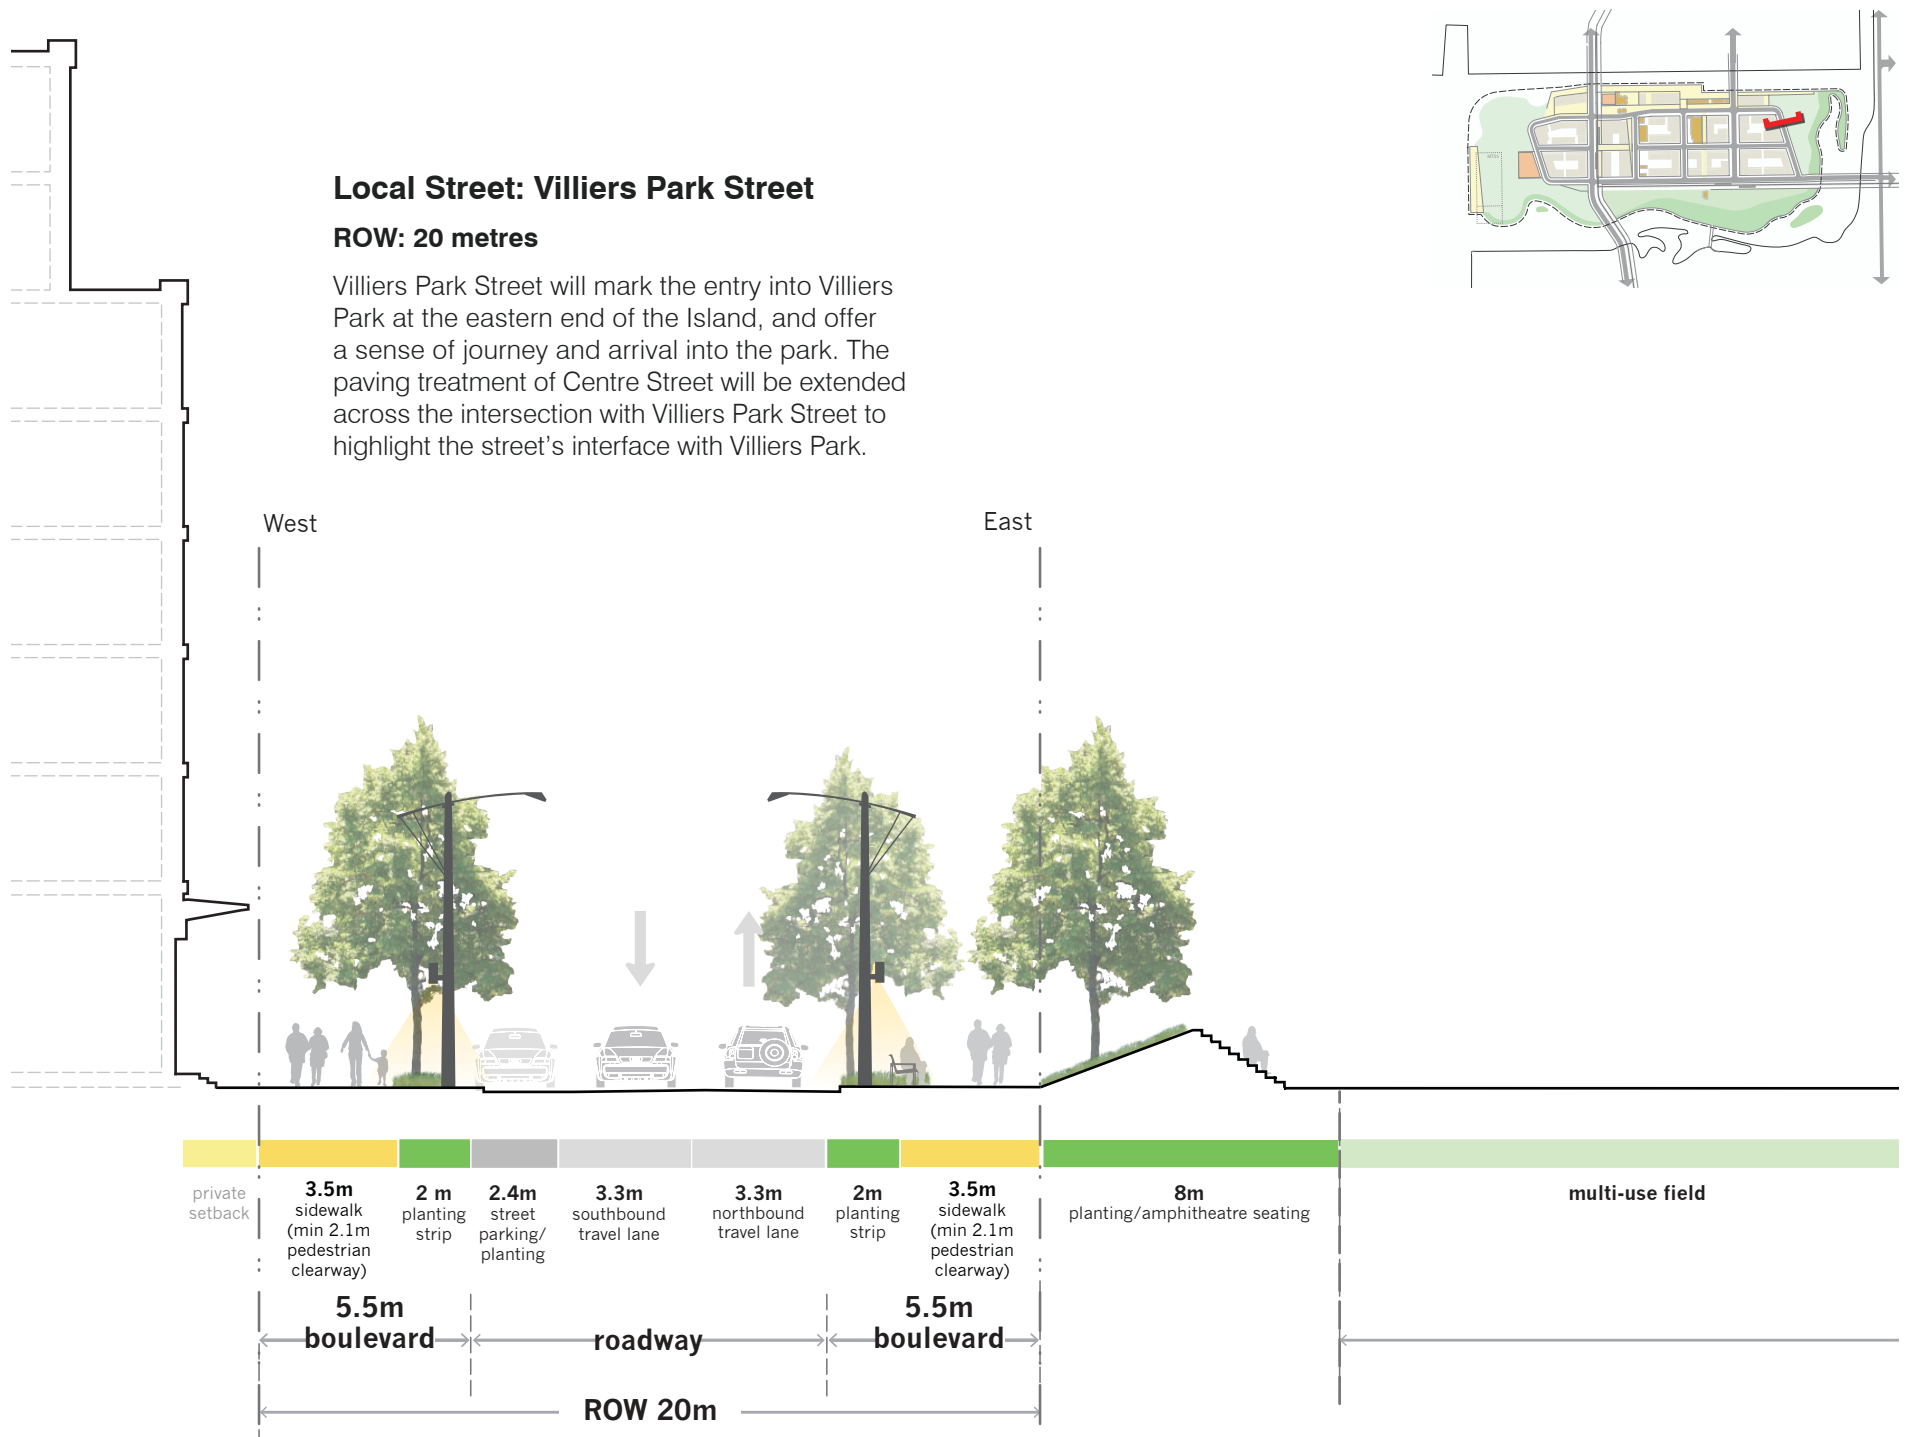 Local Street: Villiers Park Street
ROW: 20 metres
Villiers Park Street will mark the entry into Villiers
Park at the eastern end of the Island, and offer
a sense of journey and arrival into the park. The
paving treatment of Centre Street will be extended
across the intersection with Villiers Park Street to
highlight the street’s interface with Villiers Park.
West
East
private
setback
3.5m
sidewalk
(min 2.1m
pedestrian
clearway)
2 m
planting
strip
2.4m
street
parking/
planting
3.3m
southbound
travel lane
3.3m
northbound
travel lane
2m
planting
strip
3.5m
sidewalk
(min 2.1m
pedestrian
clearway)
8m
planting/amphitheatre seating
multi-use field
5.5m
boulevard
roadway
5.5m
boulevard
ROW 20m